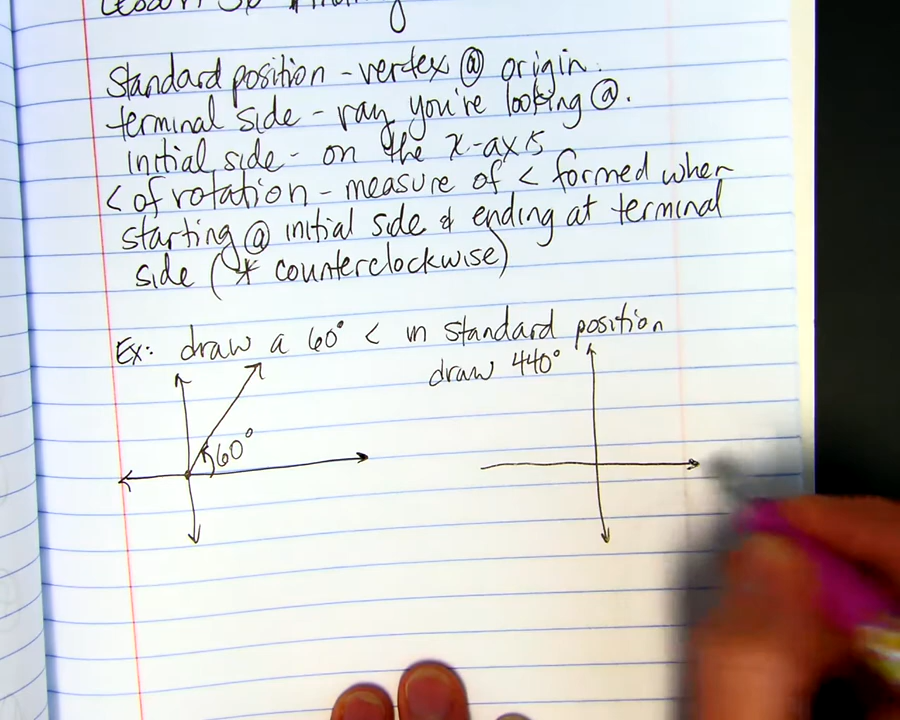 Lesson
Standard position - vertex @ origin.
terminal side - ray you're looking @.
initial side - on the x-axis
< of rotation - measure of < formed when
starting @ initial side & ending at terminal
side (* counterclockwise)
Ex: draw a 60° < in standard position
draw 440°
60°